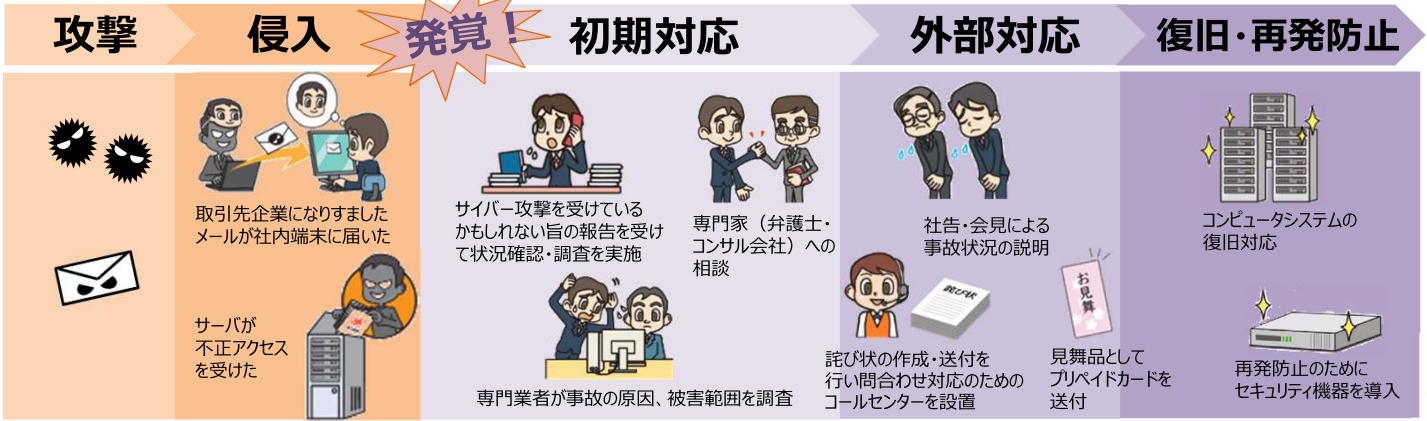 攻撃
侵入
発覚！
初期対応
外部対応
復旧・再発防止
取引先企業になりすました
メールが社内端末に届いた
サーバが
不正アクセス
を受けた
サイバー攻撃を受けている
かもしれない旨の報告を受け
て状況確認・調査を実施
専門家（弁護士・
コンサル会社）への
相談
専門業者が事故の原因、被害範囲を調査
社告・会見による
事故状況の説明
詫び状
詫び状の作成・送付を
行い問合わせ対応のための
コールセンターを設置
お見舞
見舞品として
プリペイドカードを
送付
コンピュータシステムの
復旧対応
再発防止のために
セキュリティ機器を導入